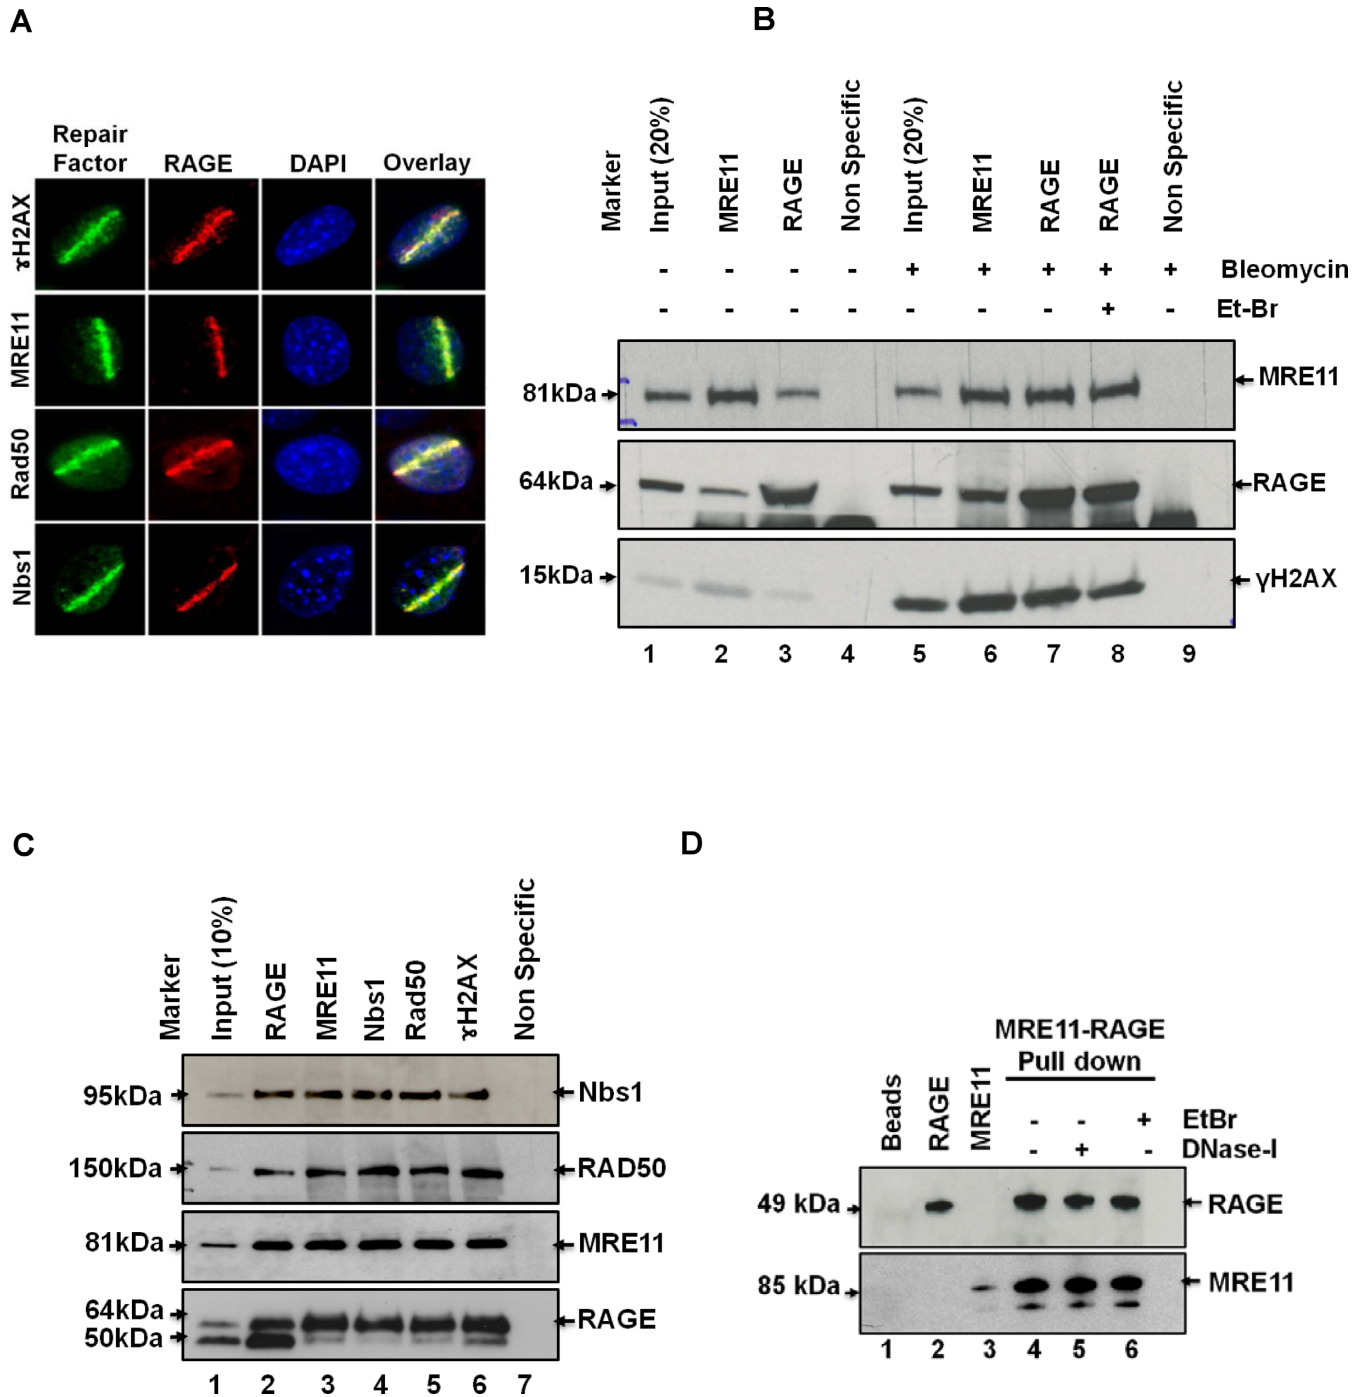 A
Repair
Factor
RAGE
DAPI
Overlay
ɤH2AX
MRE11
Rad50
Nbs1
B
Marker
Input (20%)
MRE11
RAGE
Non Specific
Input (20%)
MRE11
RAGE
RAGE
Non Specific
- - - - + + + + + Bleomycin
- - - - - - - + - Et-Br
81kDa
MRE11
64kDa
RAGE
15kDa
γH2AX
1 2 3 4 5 6 7 8 9
C
Marker
Input (10%)
RAGE
MRE11
Nbs1
Rad50
ɤH2AX
Non Specific
95kDa
Nbs1
150kDa
RAD50
81kDa
MRE11
64kDa
50kDa
RAGE
1 2 3 4 5 6 7
D
Beads
RAGE
MRE11
MRE11-RAGE
Pull down
- - + EtBr
- + - DNase-I
49 kDa
RAGE
85 kDa
MRE11
1 2 3 4 5 6